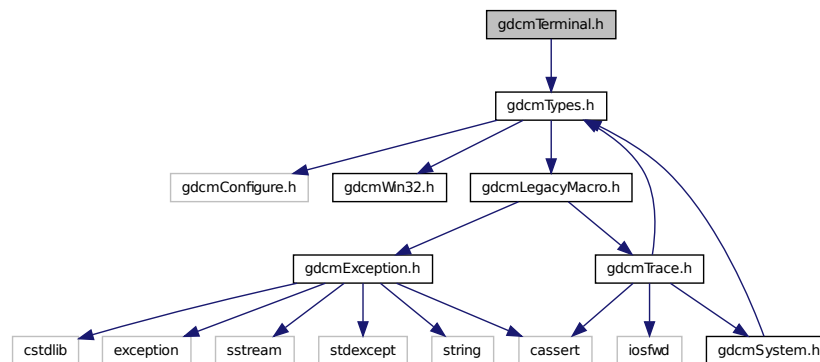 gdcmTerminal.h
gdcmTypes.h
gdcmConfigure.h
gdcmWin32.h
gdcmLegacyMacro.h
gdcmException.h
gdcmTrace.h
cstdlib
exception
sstream
stdexcept
string
cassert
iosfwd
gdcmSystem.h